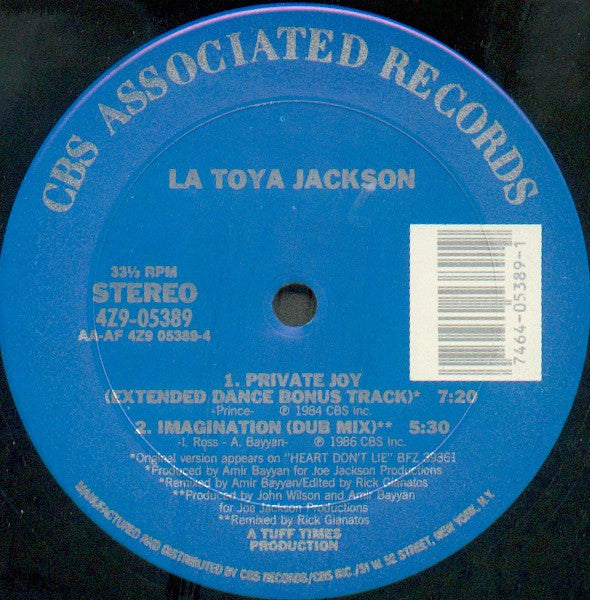 CBS ASSOCIATED RECORDS
LA TOYA JACKSON
33⅓ RPM
STEREO
4Z9-05389
AA-AF 4Z9 05389-4
7464-05389-1
1. PRIVATE JOY
(EXTENDED DANCE BONUS TRACK)* 7:20
-Prince- ℗ 1984 CBS Inc.
2. IMAGINATION (DUB MIX)** 5:30
-I. Ross - A. Bayyan- ℗ 1986 CBS Inc.
*Original version appears on "HEART DON'T LIE" BFZ 39361
*Produced by Amir Bayyan for Joe Jackson Productions
*Remixed by Amir Bayyan/Edited by Rick Gianatos
**Produced by John Wilson and Amir Bayyan
for Joe Jackson Productions
**Remixed by Rick Gianatos
A TUFF TIMES
PRODUCTION
MANUFACTURED AND DISTRIBUTED BY CBS RECORDS/CBS INC./51 W. 52 STREET, NEW YORK, N.Y.